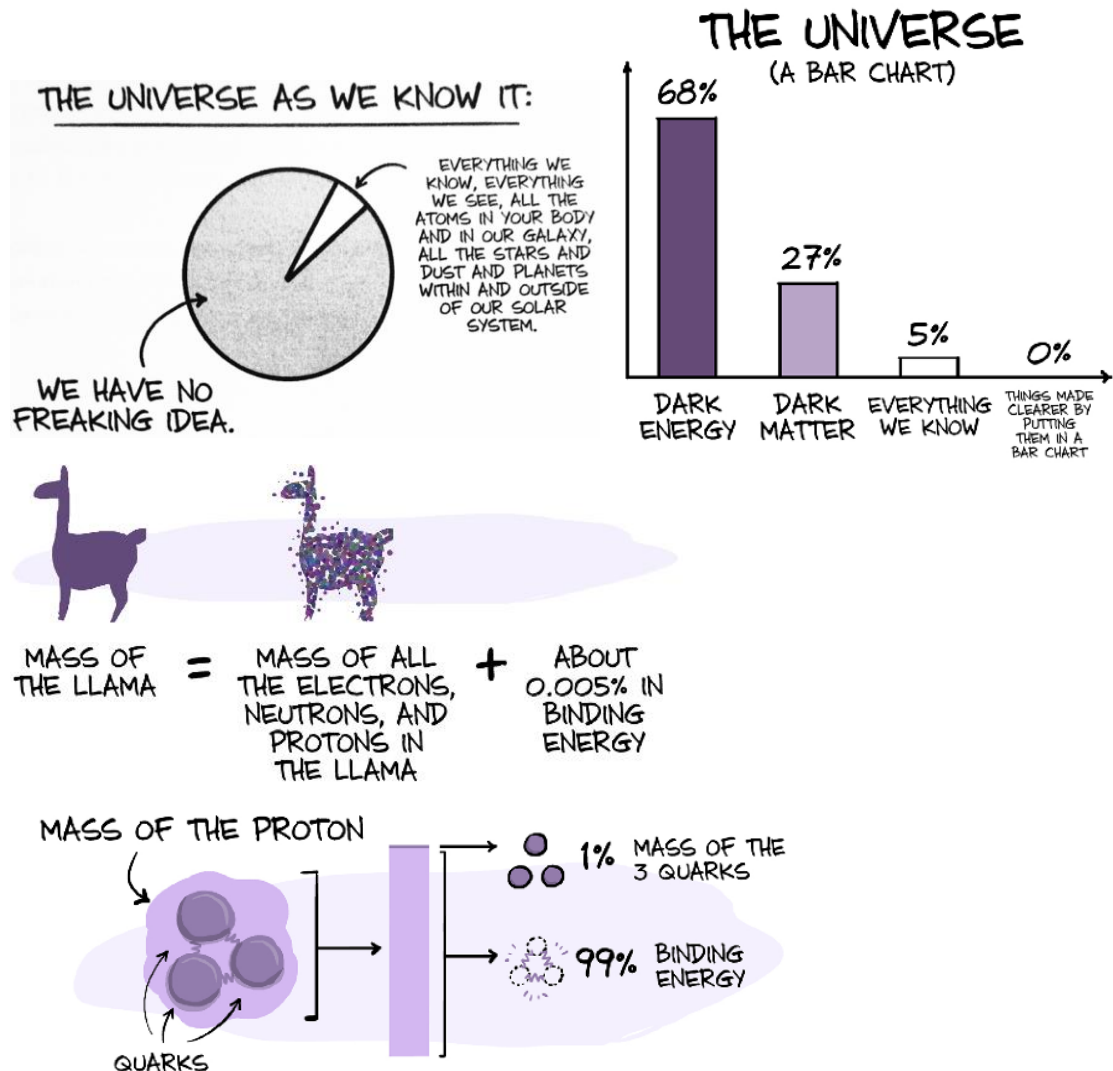 THE UNIVERSE AS WE KNOW IT:
EVERYTHING WE
KNOW, EVERYTHING
WE SEE, ALL THE
ATOMS IN YOUR BODY
AND IN OUR GALAXY,
ALL THE STARS AND
DUST AND PLANETS
WITHIN AND OUTSIDE
OF OUR SOLAR
SYSTEM.
WE HAVE NO
FREAKING IDEA.
THE UNIVERSE
(A BAR CHART)
68%
27%
5%
0%
DARK
ENERGY
DARK
MATTER
EVERYTHING
WE KNOW
THINGS MADE
CLEARER BY
PUTTING
THEM IN A
BAR CHART
MASS OF
THE LLAMA
=
MASS OF ALL
THE ELECTRONS,
NEUTRONS, AND
PROTONS IN
THE LLAMA
+
ABOUT
0.005% IN
BINDING
ENERGY
MASS OF THE PROTON
QUARKS
1%
MASS OF THE
3 QUARKS
99%
BINDING
ENERGY